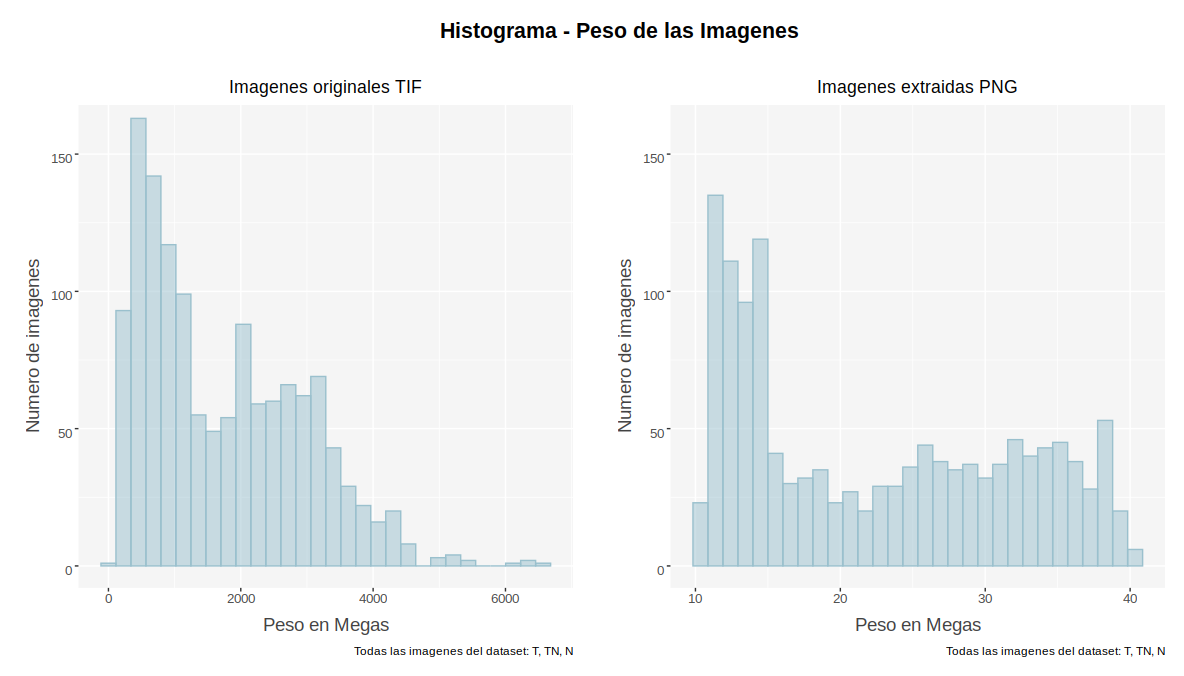 Histograma - Peso de las Imagenes
Imagenes originales TIF
Numero de imagenes
150
100
50
0
0 2000 4000 6000
Peso en Megas
Todas las imagenes del dataset: T, TN, N
Imagenes extraidas PNG
Numero de imagenes
150
100
50
0
10 20 30 40
Peso en Megas
Todas las imagenes del dataset: T, TN, N